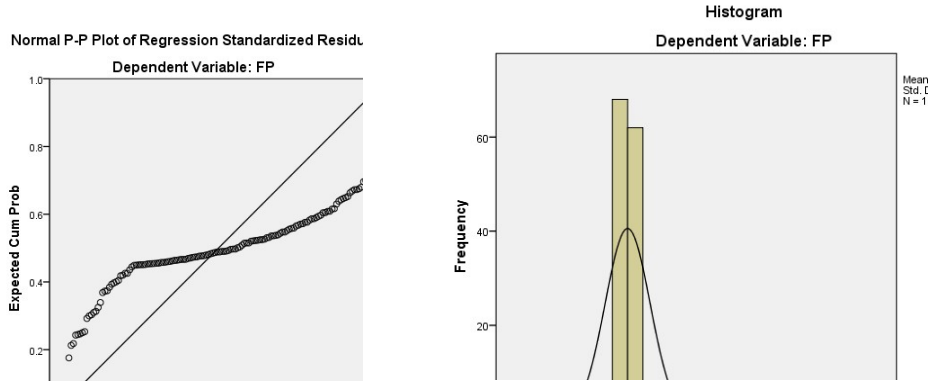 Normal P-P Plot of Regression Standardized
Dependent Variable: FP
1.0
0.8
0.6
0.4
0.2
Expected Cum Prob
Histogram
Dependent Variable: FP
Mean
Std.
N = 1
60
40
20
Frequency